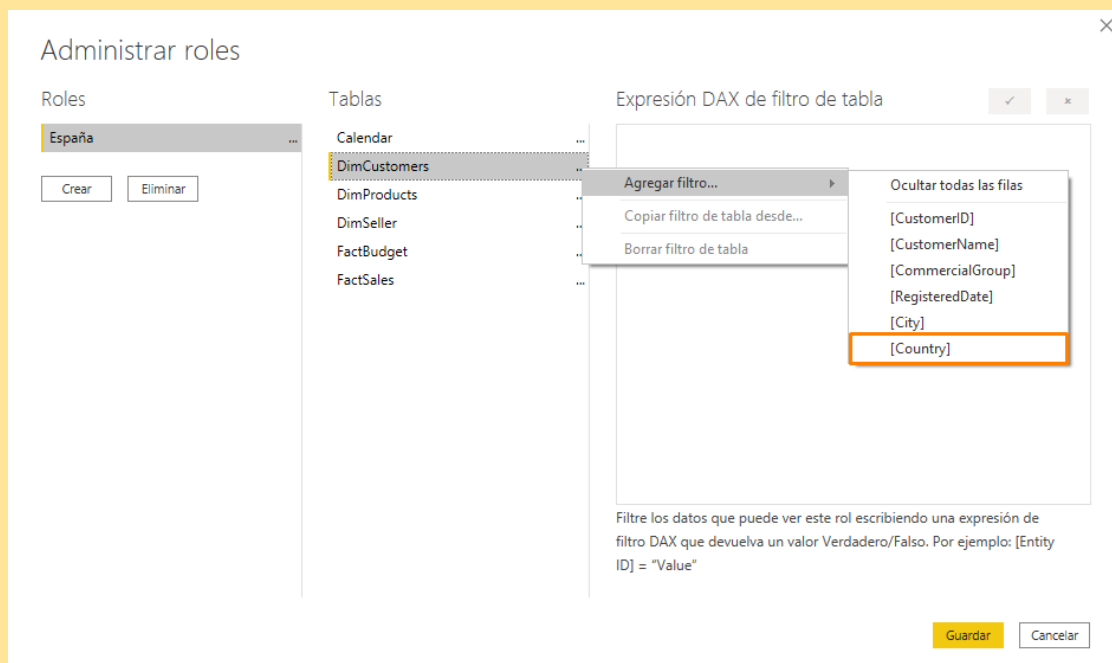 Administrar roles
Roles
España
...
Crear
Eliminar
Tablas
Calendar
...
DimCustomers
...
DimProducts
...
DimSeller
...
FactBudget
...
FactSales
...
Expresión DAX de filtro de tabla
Agregar filtro...
Copiar filtro de tabla desde...
Borrar filtro de tabla
Ocultar todas las filas
[CustomerID]
[CustomerName]
[CommercialGroup]
[RegisteredDate]
[City]
[Country]
Filtre los datos que puede ver este rol escribiendo una expresión de
filtro DAX que devuelva un valor Verdadero/Falso. Por ejemplo: [Entity
ID] = “Value”
Guardar
Cancelar